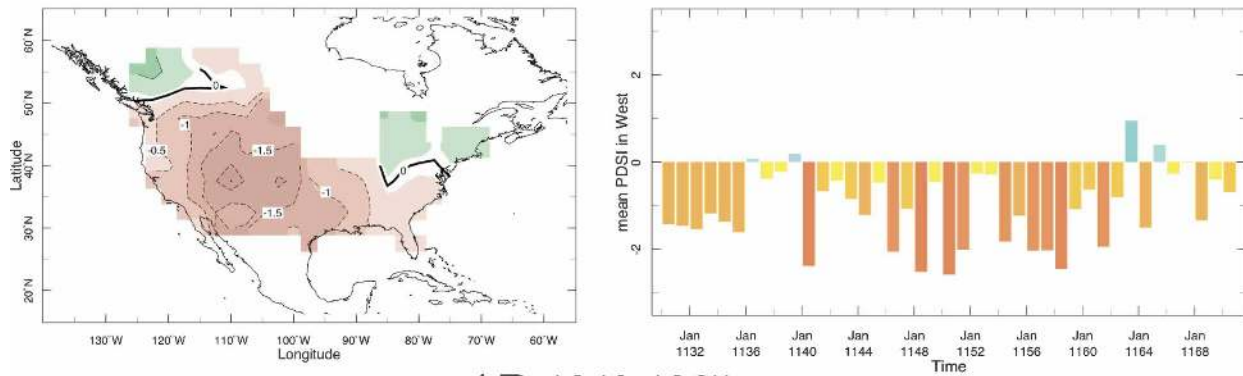 60˚N
50˚N
40˚N
30˚N
20˚N
Latitude
0
-1
-0.5
-1.5
0
-1
-1.5
130˚W 120˚W 110˚W 100˚W 90˚W 80˚W 70˚W 60˚W
Longitude
mean PDSI in West
2
0
-2
Jan Jan Jan Jan Jan Jan Jan Jan Jan Jan
1132 1136 1140 1144 1148 1152 1156 1160 1164 1168
Time